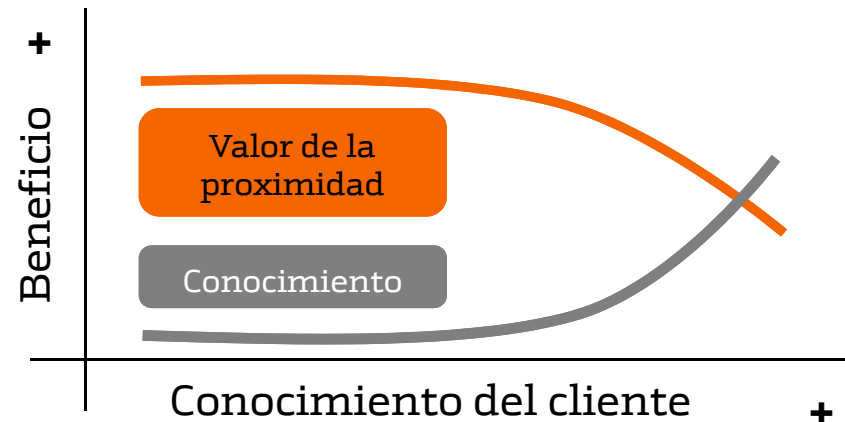 +
Beneficio
Valor de la
proximidad
Conocimiento
Conocimiento del cliente
+